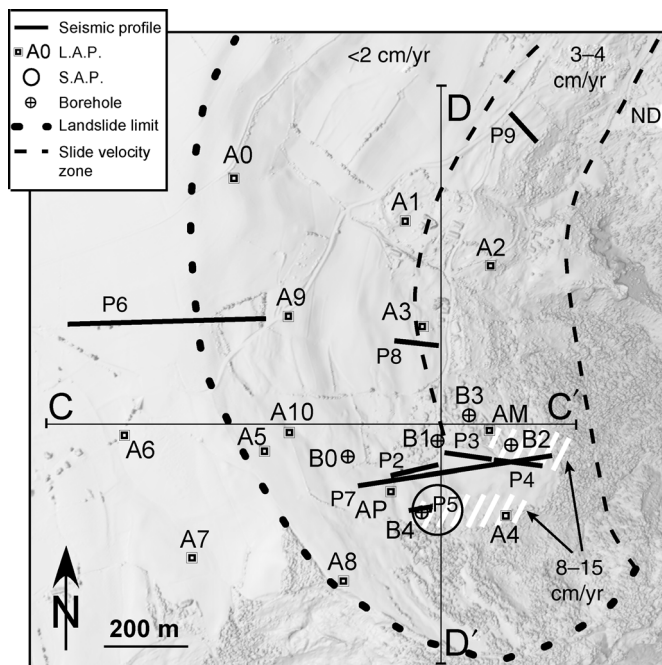 Seismic profile
A0 L.A.P.
S.A.P.
Borehole
Landslide limit
Slide velocity
zone
<2 cm/yr
3–4
cm/yr
ND
D
P9
A0
A1
A2
P6
A9
A3
P8
B3
C
C′
A10
AM
A6
A5
B1
B2
B0
P3
P2
P4
P7
AP
P5
B4
A4
A7
A8
8–15
cm/yr
N
200 m
D′